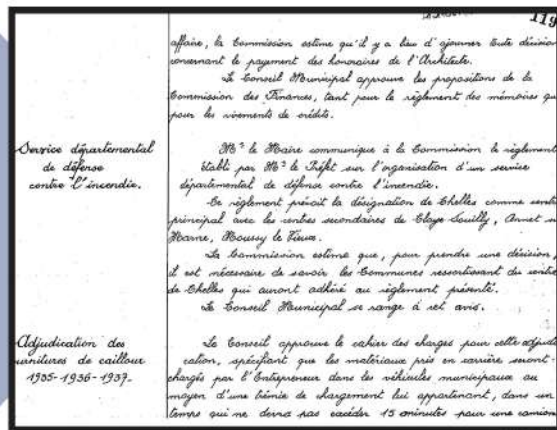 119
affaire, la Commission estime qu'il y a lieu d'ajourner toute décision
concernant le payement des honoraires de l'Architecte.
Le Conseil Municipal approuve les propositions de la
Commission des Finances, tant pour le règlement des mémoires que
pour les virements de crédits.
Service départemental
de défense
contre l'incendie.
Mr le Maire communique à la Commission le règlement
établi par Mr le Préfet sur l'organisation d'un service
départemental de défense contre l'incendie.
Ce règlement prévoit la désignation de Chelles comme centre
principal avec les centres secondaires de Claye Souilly, Annet s
Marne, Moussy le Vieux.
La Commission estime que, pour prendre une décision,
il est nécessaire de savoir les Communes ressortissant du centre
de Chelles qui auront adhéré au règlement présenté.
Le Conseil Municipal se range à cet avis.
Adjudication des
urnitures de cailloux
1935-1936-1937.
Le Conseil approuve le cahier des charges pour cette adjudi
cation, spécifiant que les matériaux pris en carrière seront
chargés par l'Entrepreneur dans les véhicules municipaux au
moyen d'une trémie de chargement lui appartenant, dans un
temps qui ne devra pas excéder 15 minutes pour une camion